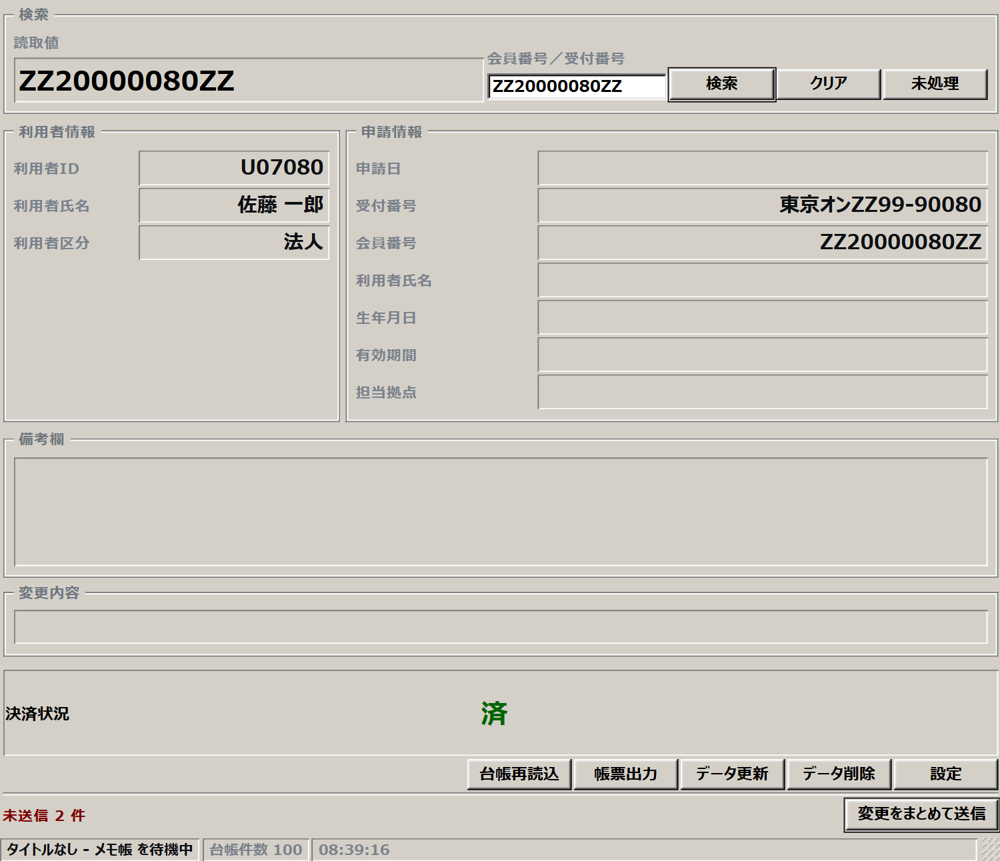 検索
読取値
ZZ20000080ZZ
会員番号／受付番号
ZZ20000080ZZ
検索
クリア
未処理
利用者情報
利用者ID
U07080
利用者氏名
佐藤 一郎
利用者区分
法人
申請情報
申請日
受付番号
東京オンZZ99-90080
会員番号
ZZ20000080ZZ
利用者氏名
生年月日
有効期間
担当拠点
備考欄
変更内容
決済状況
済
台帳再読込
帳票出力
データ更新
データ削除
設定
未送信 2 件
変更をまとめて送信
タイトルなし - メモ帳 を待機中
台帳件数 100
08:39:16